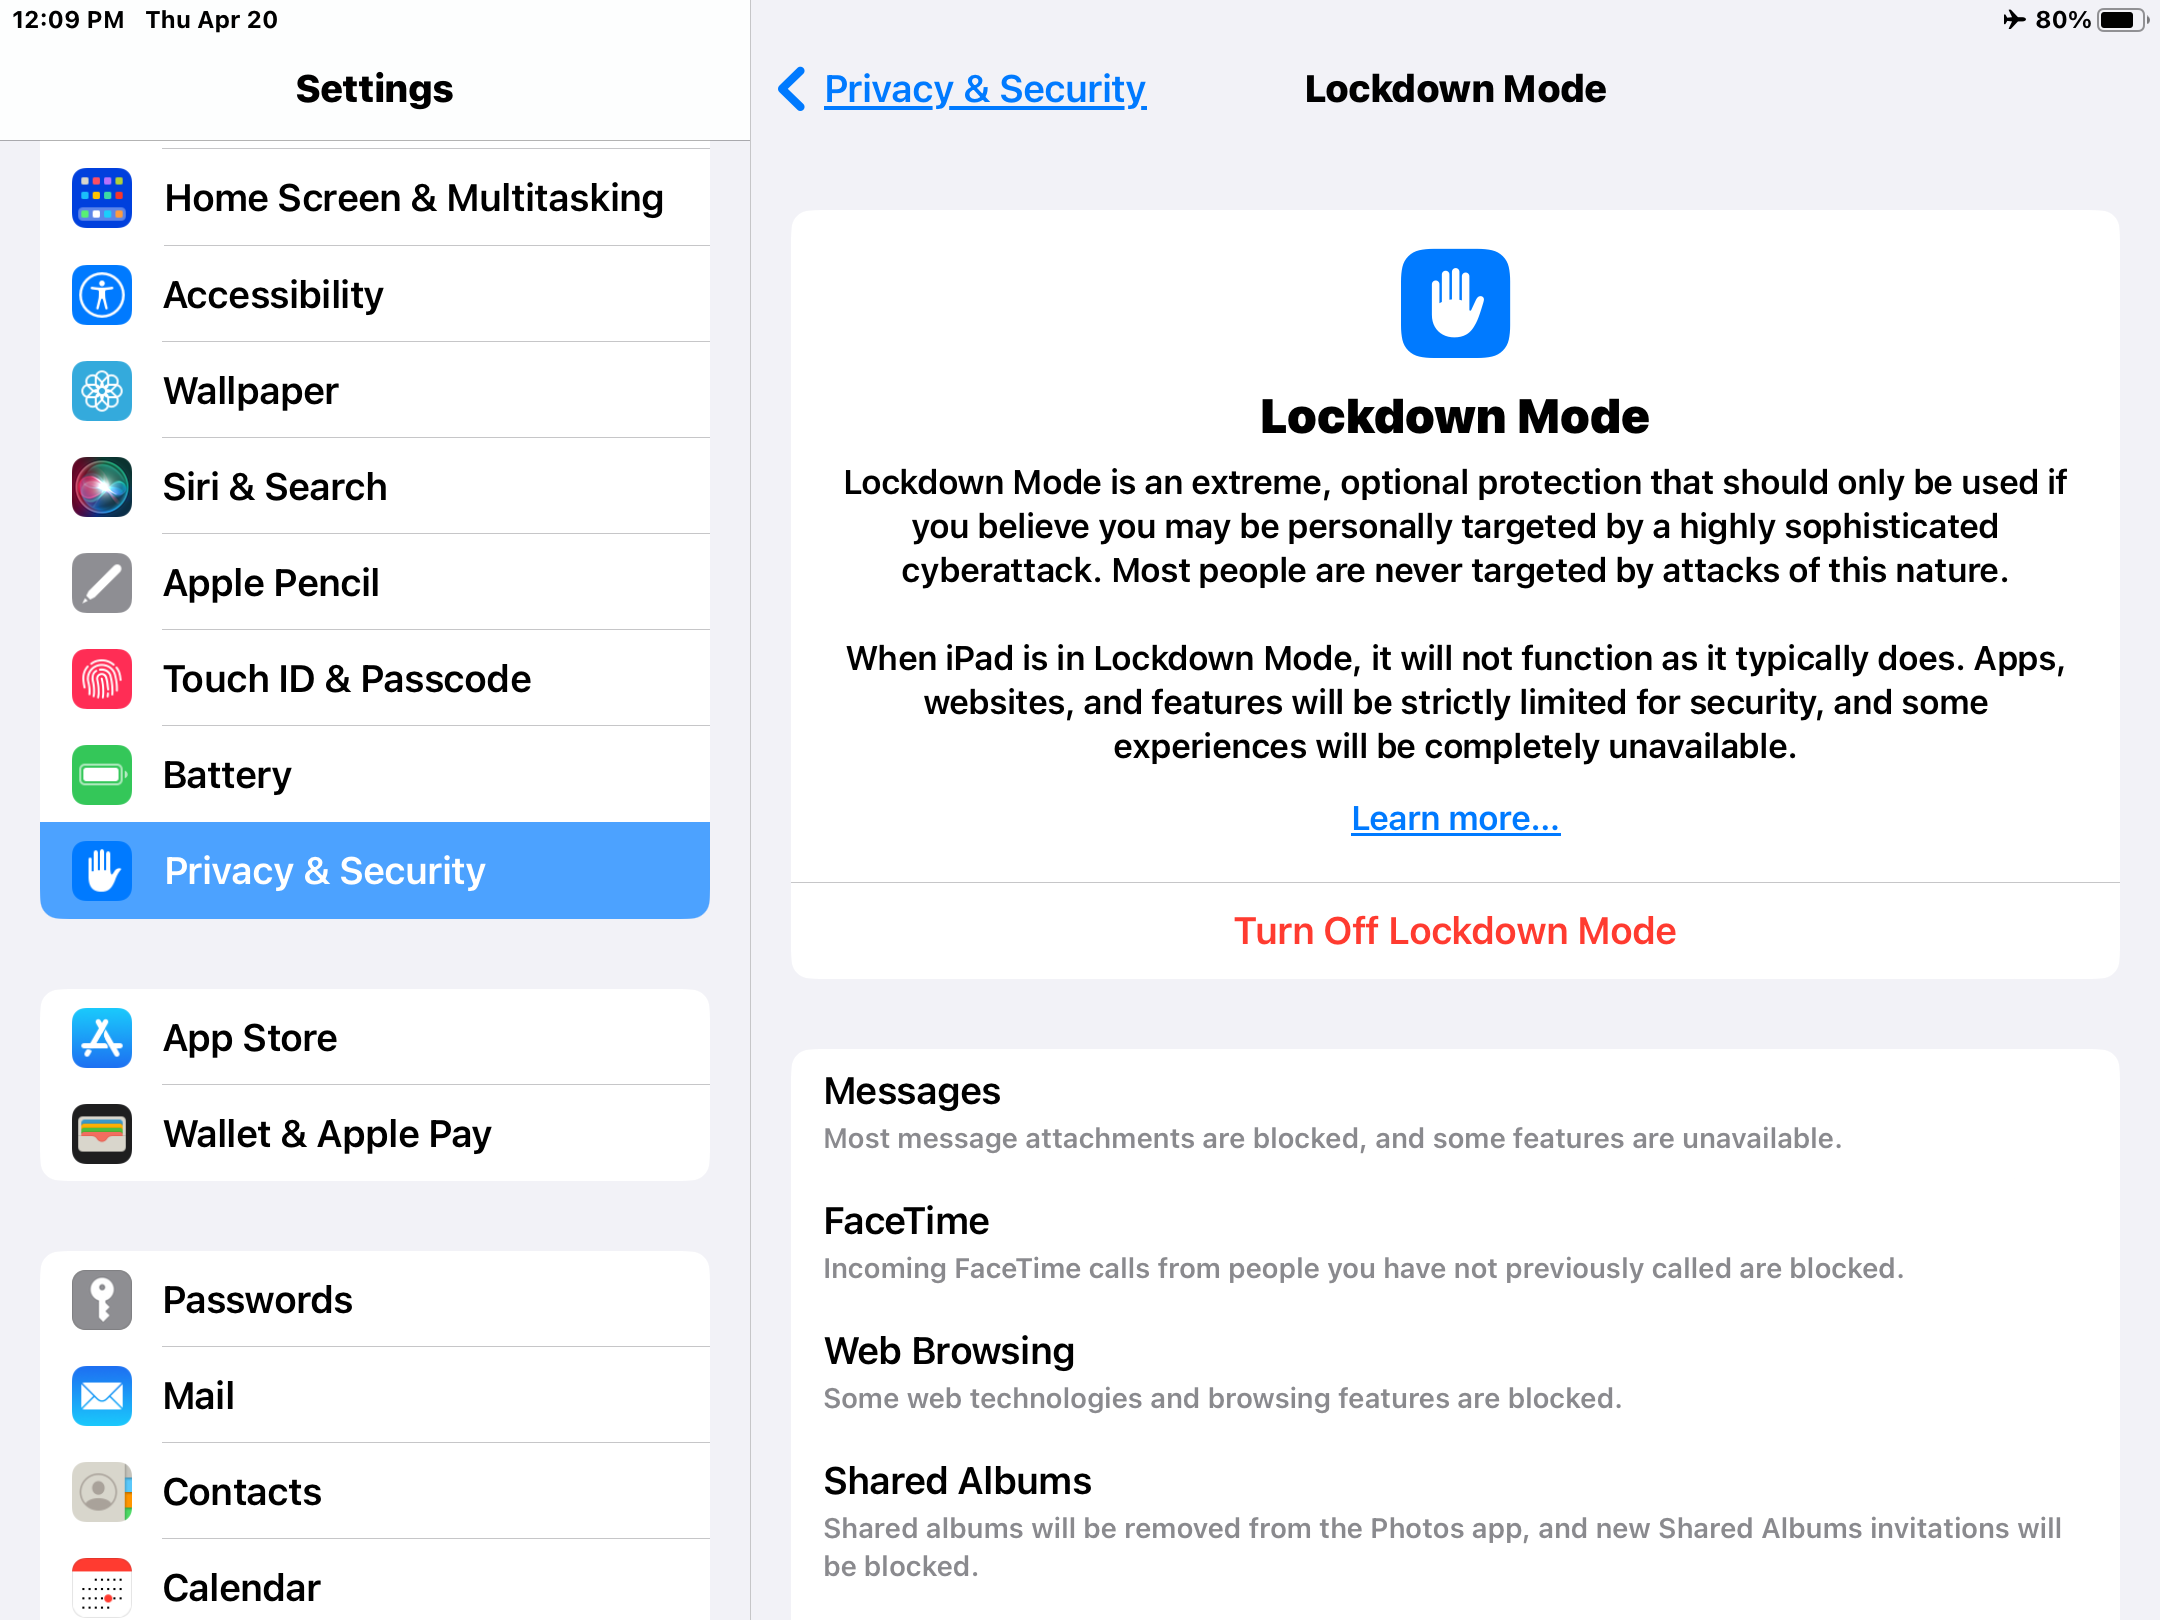 12:09 PM Thu Apr 20
80%
Settings
Home Screen & Multitasking
Accessibility
Wallpaper
Siri & Search
Apple Pencil
Touch ID & Passcode
Battery
Privacy & Security
App Store
Wallet & Apple Pay
Passwords
Mail
Contacts
Calendar
Privacy & Security
Lockdown Mode
Lockdown Mode
Lockdown Mode is an extreme, optional protection that should only be used if
you believe you may be personally targeted by a highly sophisticated
cyberattack. Most people are never targeted by attacks of this nature.
When iPad is in Lockdown Mode, it will not function as it typically does. Apps,
websites, and features will be strictly limited for security, and some
experiences will be completely unavailable.
Learn more...
Turn Off Lockdown Mode
Messages
Most message attachments are blocked, and some features are unavailable.
FaceTime
Incoming FaceTime calls from people you have not previously called are blocked.
Web Browsing
Some web technologies and browsing features are blocked.
Shared Albums
Shared albums will be removed from the Photos app, and new Shared Albums invitations will
be blocked.